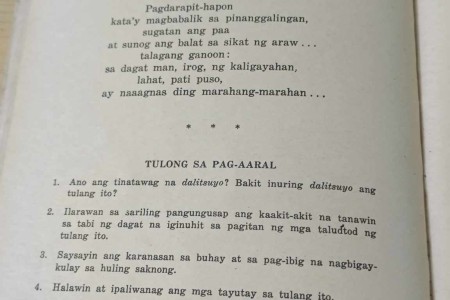 Pagdarapit-hapon
kata'y magbabalik sa pinanggalingan,
sugatan ang paa
at sunog ang balat sa sikat ng araw . . .
talagang ganoon:
sa dagat man, irog, ng kaligayahan,
lahat, pati puso,
ay naaagnas ding marahang-marahan . . .
* * *
TULONG SA PAG-AARAL
1. Ano ang tinatawag na dalitsuyo? Bakit inuring dalitsuyo ang
tulang ito?
2. Ilarawan sa sariling pangungusap ang kaakit-akit na tanawin
sa tabi ng dagat na iginuhit sa pagitan ng mga taludtod ng
tulang ito.
3. Saysayin ang karanasan sa buhay at sa pag-ibig na nagbigay-
kulay sa huling saknong.
4. Halawin at ipaliwanag ang mga tayutay sa tulang ito.